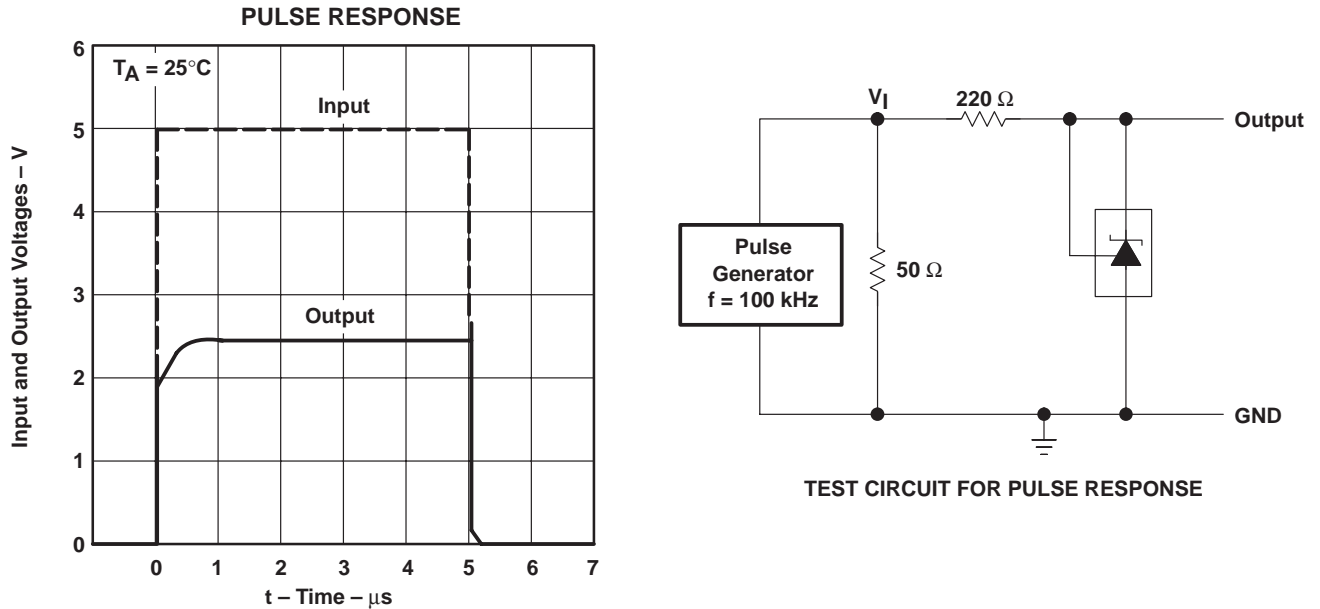 PULSE RESPONSE
Input and Output Voltages – V
6
5
4
3
2
1
0
TA = 25°C
Input
Output
0 1 2 3 4 5 6 7
t – Time – μs
VI
220 Ω
Output
Pulse
Generator
f = 100 kHz
50 Ω
GND
TEST CIRCUIT FOR PULSE RESPONSE